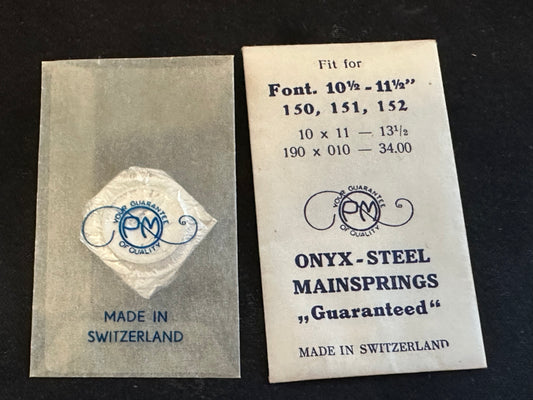 YOUR GUARANTEE
PM
OF QUALITY
MADE IN
SWITZERLAND
Fit for
Font. 10½ - 11½"
150, 151, 152
10 x 11 — 13½
190 x 010 — 34.00
YOUR GUARANTEE
PM
OF QUALITY
ONYX-STEEL
MAINSPRINGS
„Guaranteed“
MADE IN SWITZERLAND